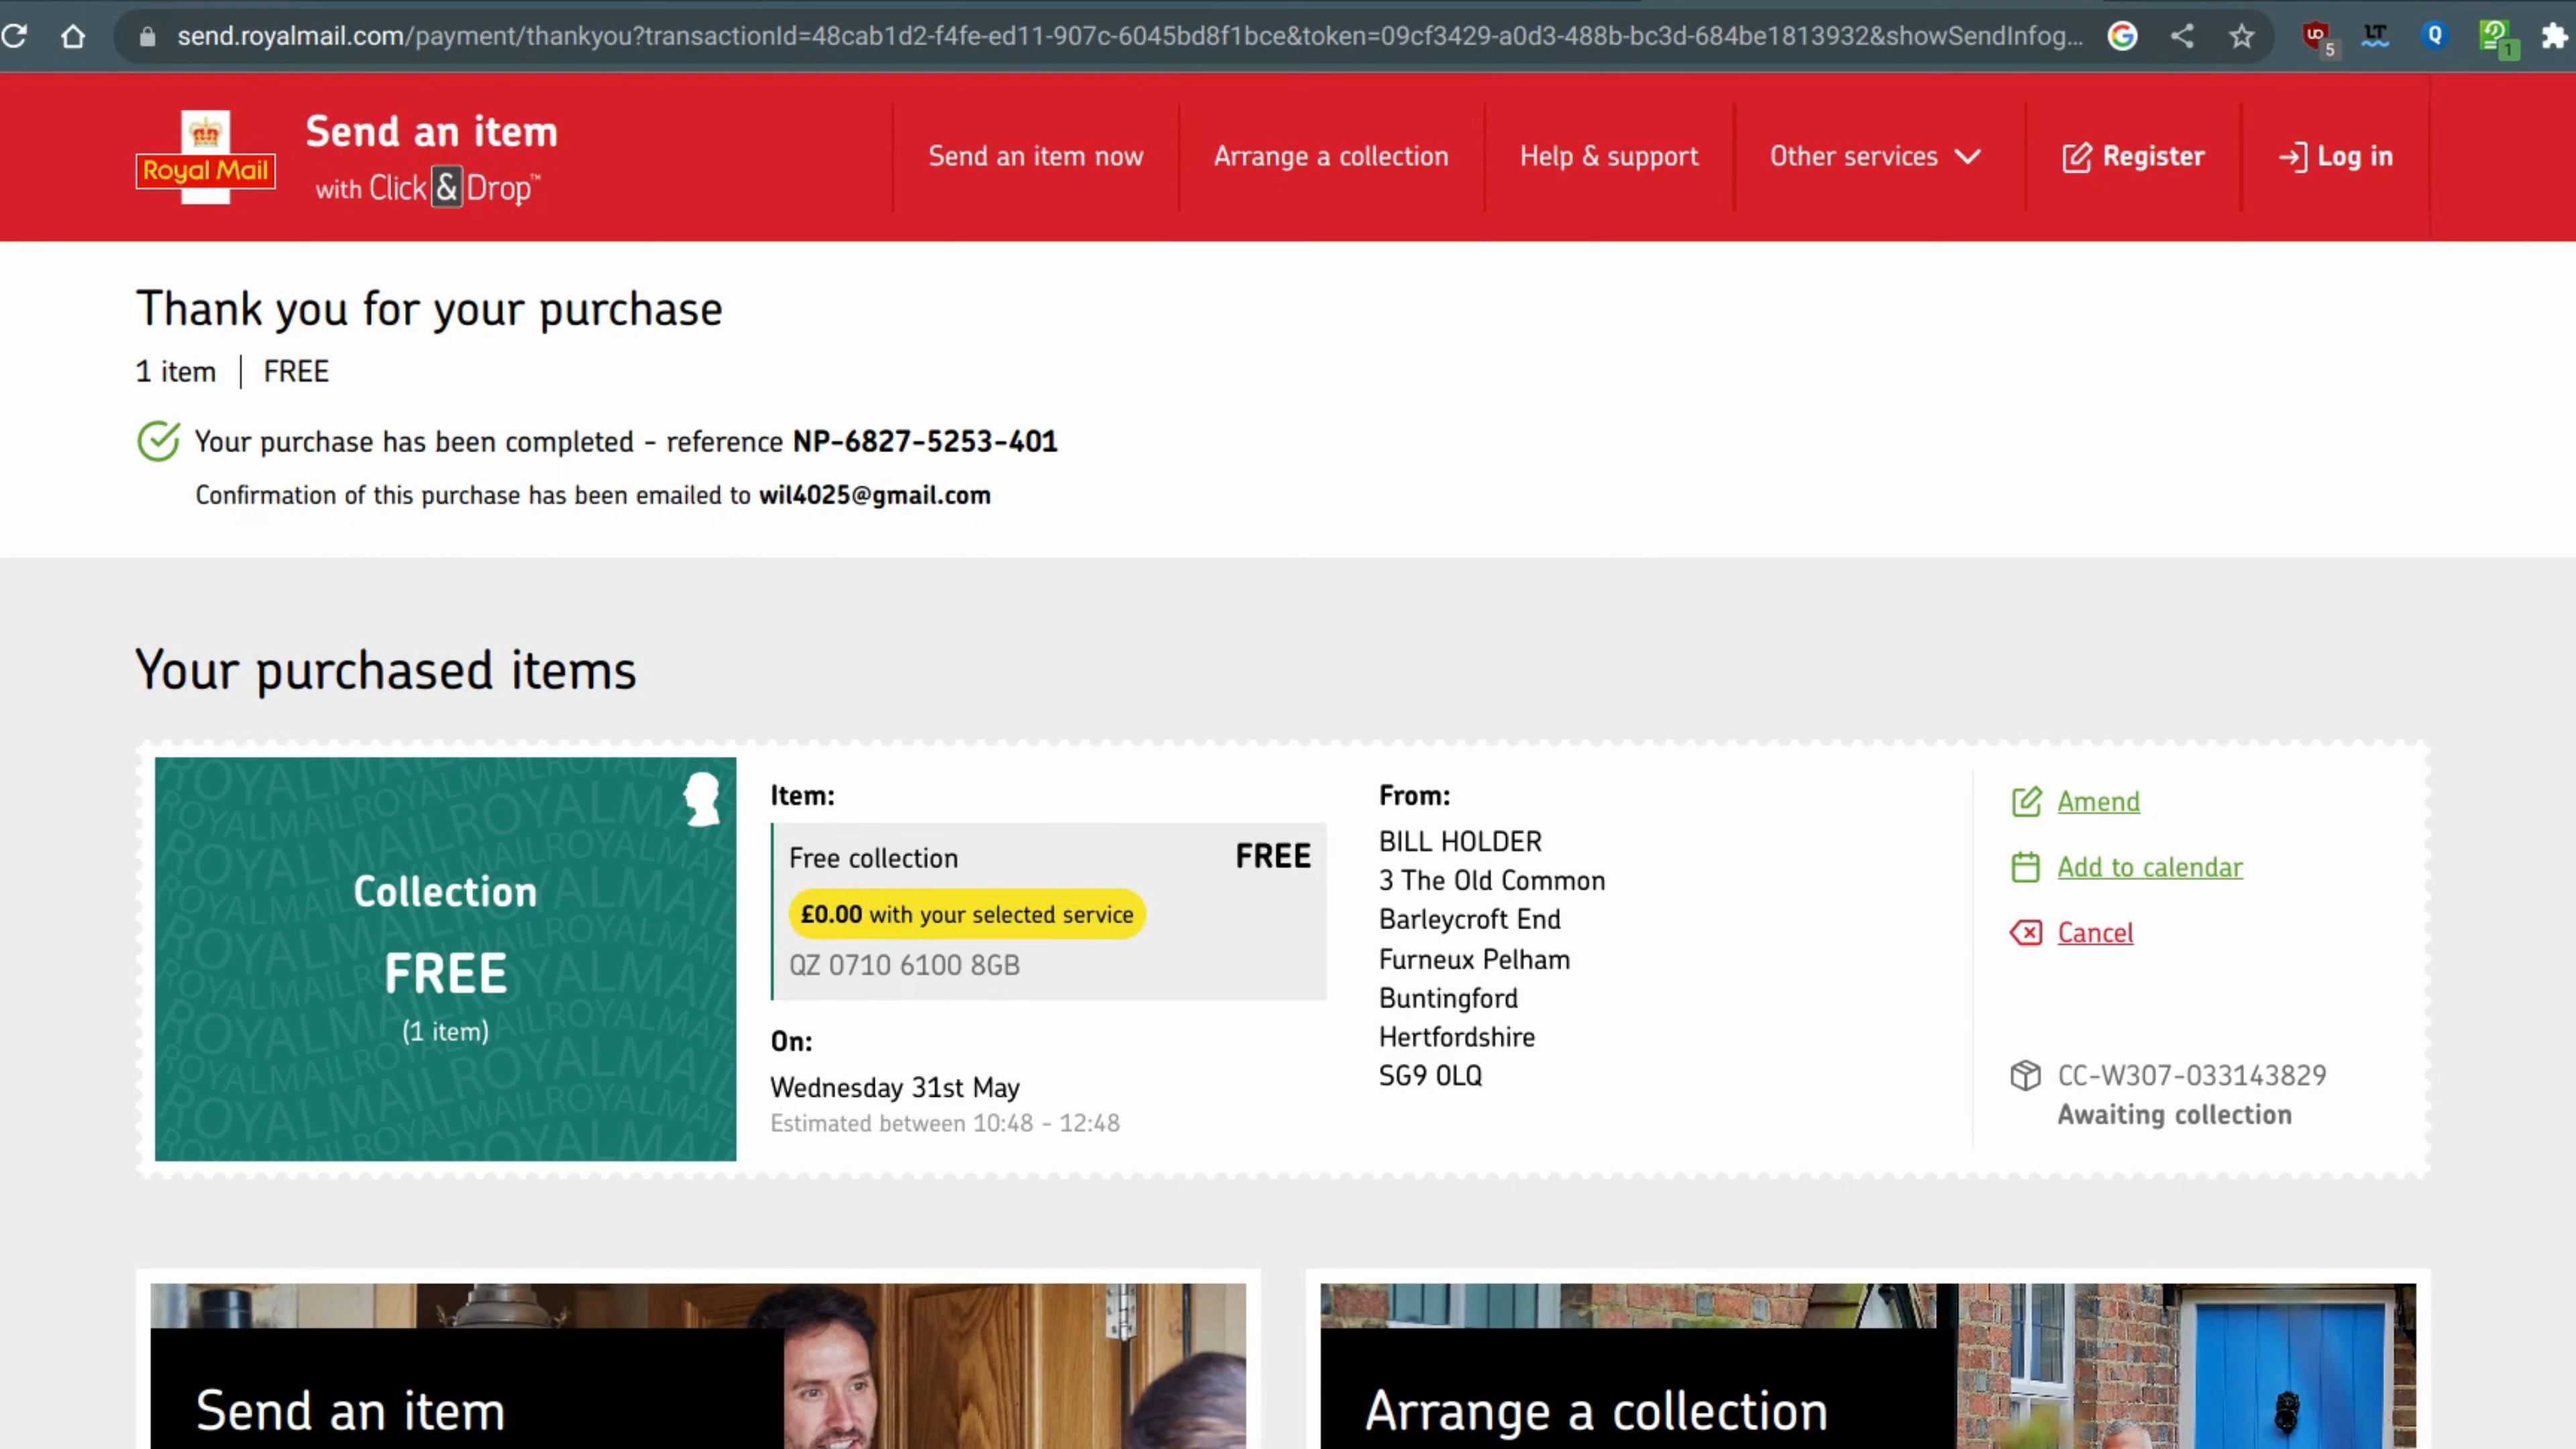 send.royalmail.com/payment/thankyou?transactionId=48cab1d2-f4fe-ed11-907c-6045bd8f1bce&token=09cf3429-a0d3-488b-bc3d-684be1813932&showSendInfog...
5
LT
Q
1
Royal Mail
Send an item
with Click & Drop™
Send an item now
Arrange a collection
Help & support
Other services
Register
Log in
Thank you for your purchase
1 item | FREE
Your purchase has been completed - reference NP-6827-5253-401
Confirmation of this purchase has been emailed to wil4025@gmail.com
Your purchased items
Collection
FREE
(1 item)
Item:
Free collection FREE
£0.00 with your selected service
QZ 0710 6100 8GB
On:
Wednesday 31st May
Estimated between 10:48 - 12:48
From:
BILL HOLDER
3 The Old Common
Barleycroft End
Furneux Pelham
Buntingford
Hertfordshire
SG9 0LQ
Amend
Add to calendar
Cancel
CC-W307-033143829
Awaiting collection
Send an item
Arrange a collection